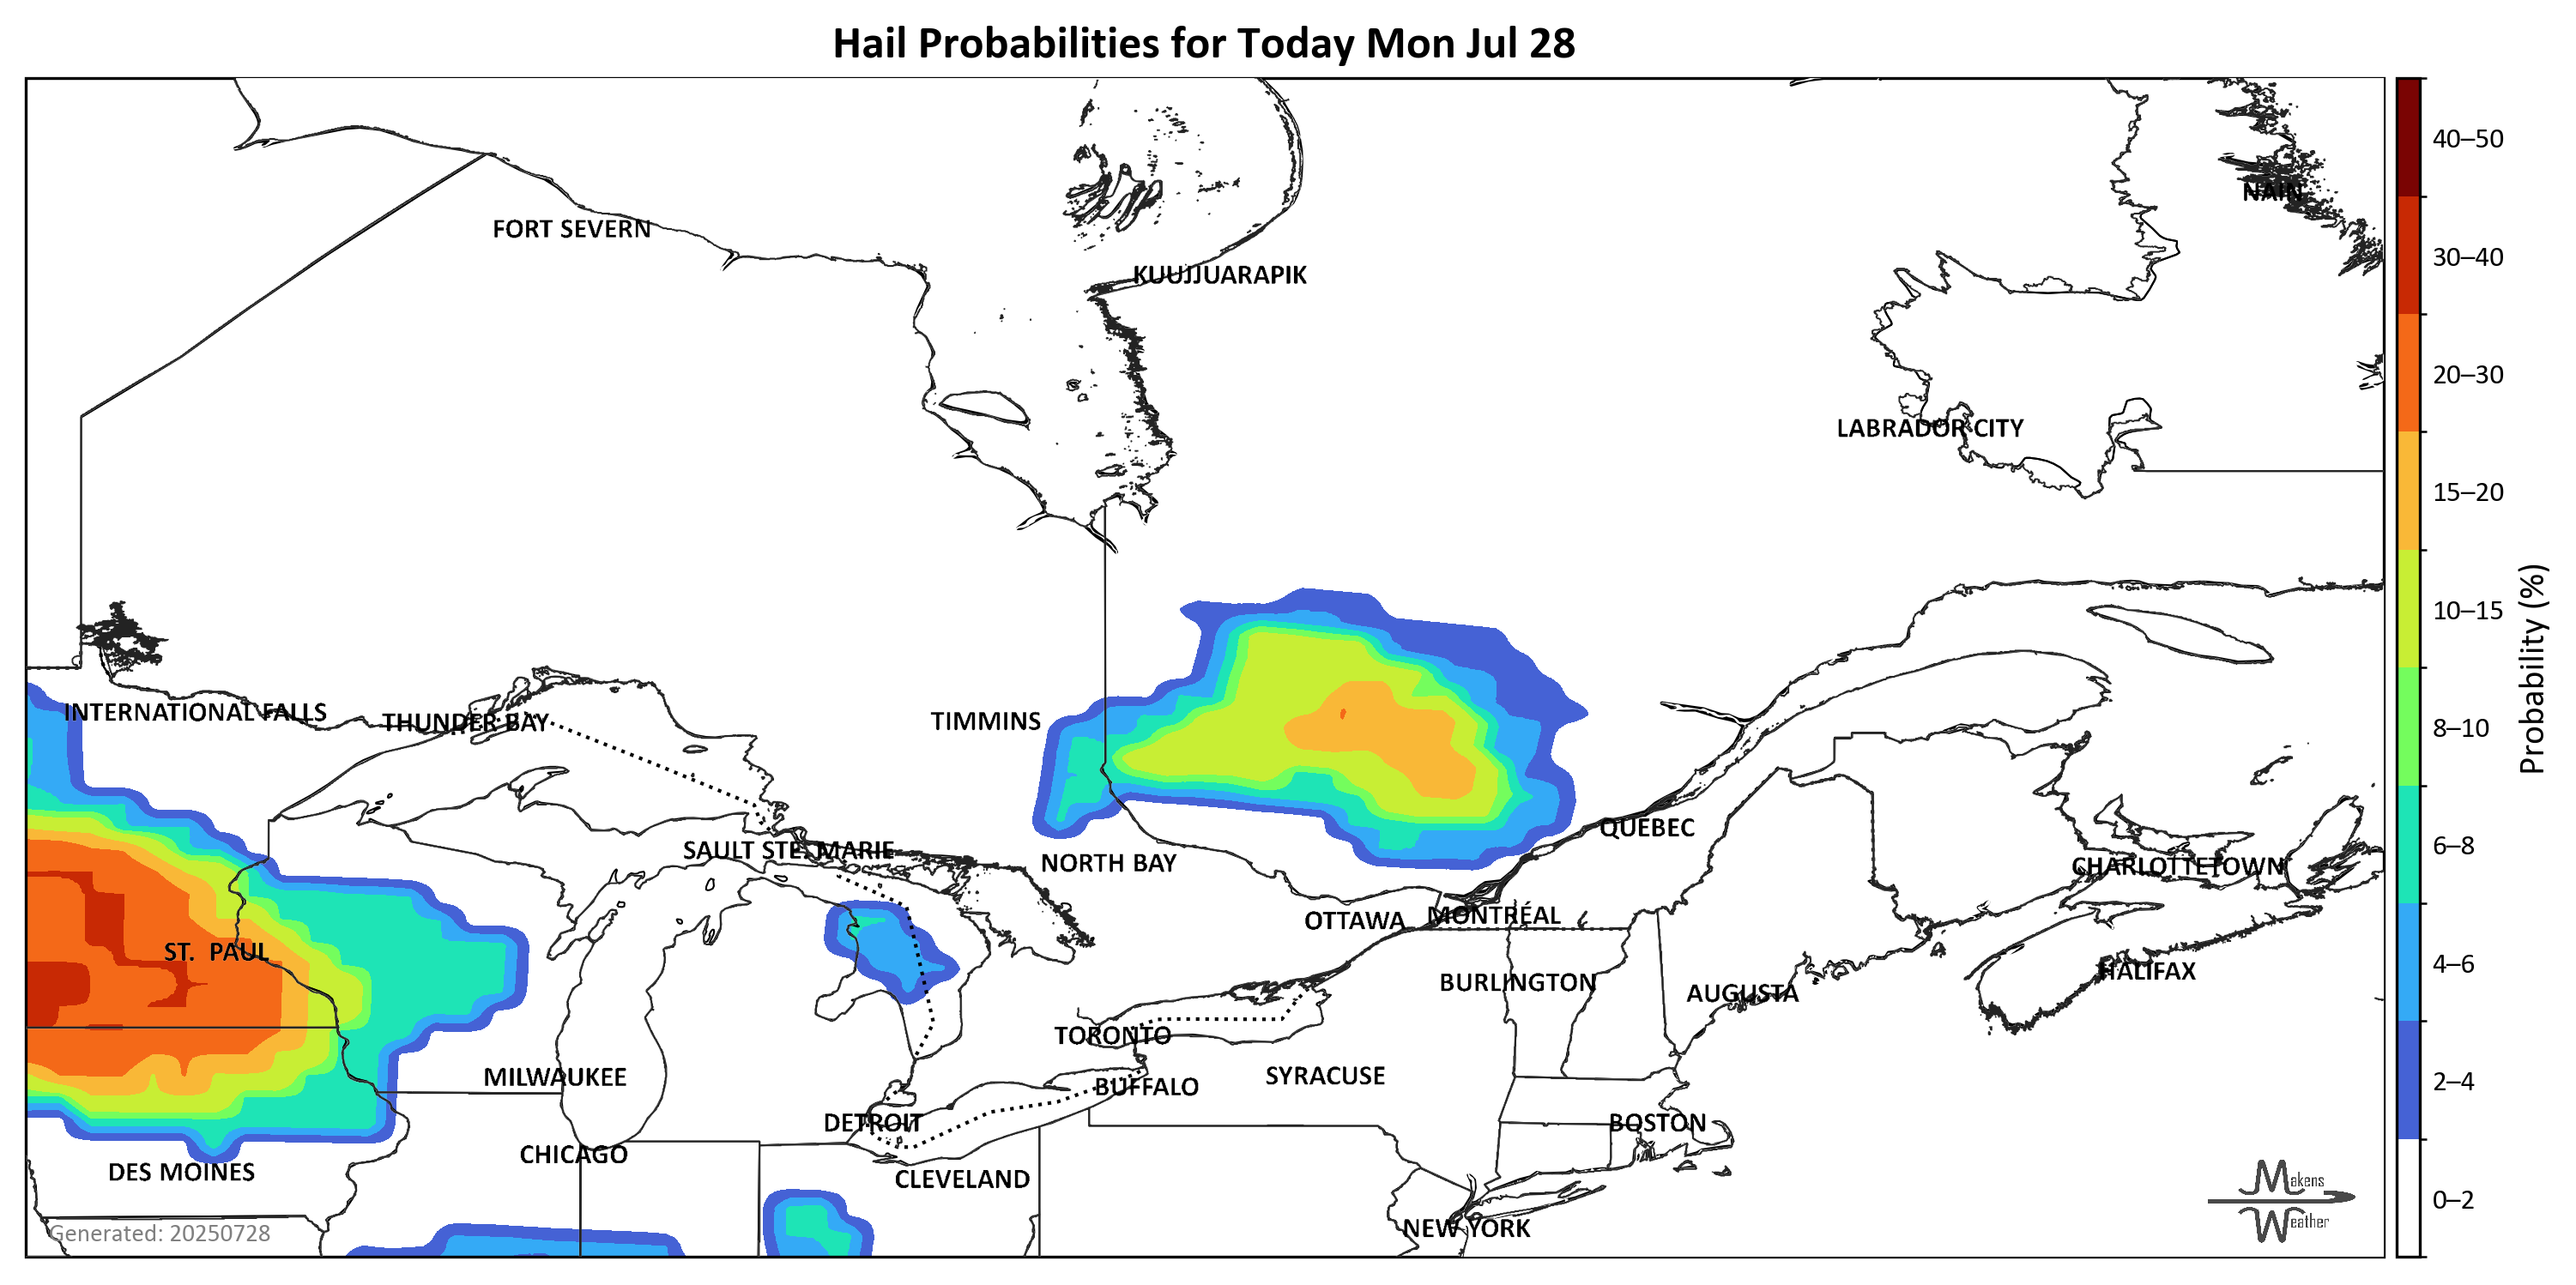 Hail Probabilities for Today Mon Jul 28
40–50
NAIN
FORT SEVERN
30–40
KUUJJUARAPIK
20–30
LABRADOR CITY
15–20
10–15
Probability (%)
INTERNATIONAL FALLS
THUNDER BAY
TIMMINS
8–10
QUEBEC
SAULT STE. MARIE
6–8
NORTH BAY
CHARLOTTETOWN
OTTAWA
MONTRÉAL
ST. PAUL
4–6
HALIFAX
BURLINGTON
AUGUSTA
TORONTO
MILWAUKEE
SYRACUSE
2–4
BUFFALO
DETROIT
BOSTON
CHICAGO
DES MOINES
CLEVELAND
Makens
Weather
0–2
NEW YORK
Generated: 20250728